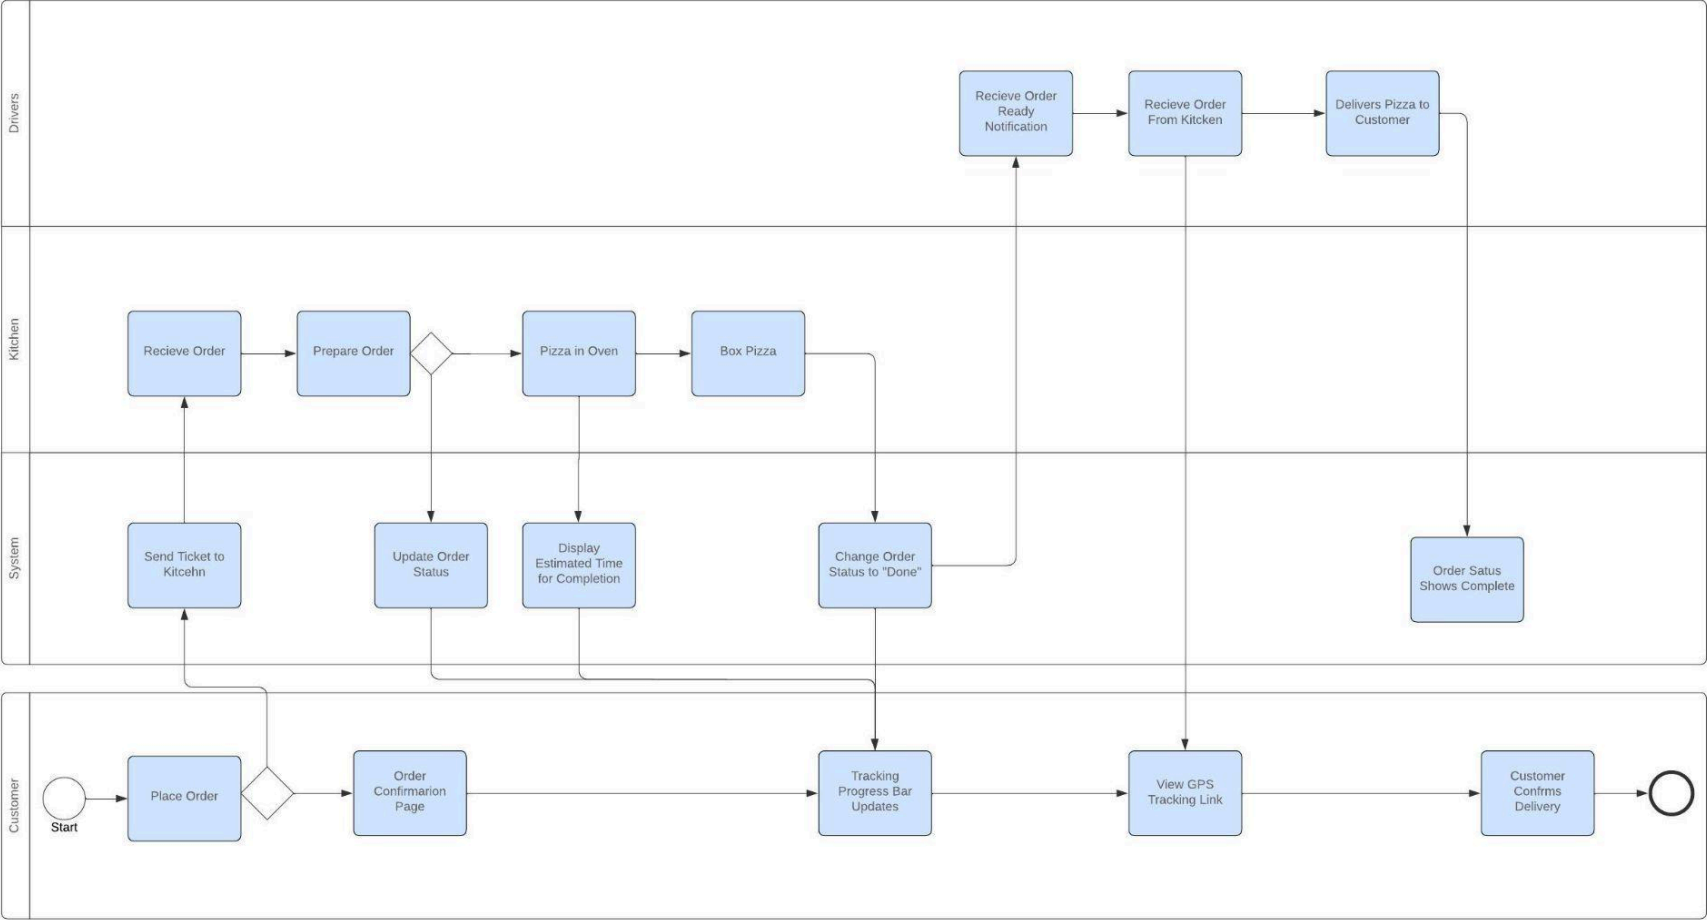 Drivers
Recieve Order
Ready
Notification
Recieve Order
From Kitcken
Delivers Pizza to
Customer
Kitchen
Recieve Order
Prepare Order
Pizza in Oven
Box Pizza
System
Send Ticket to
Kitcehn
Update Order
Status
Display
Estimated Time
for Completion
Change Order
Status to "Done"
Order Satus
Shows Complete
Customer
Start
Place Order
Order
Confirmarion
Page
Tracking
Progress Bar
Updates
View GPS
Tracking Link
Customer
Confrms
Delivery